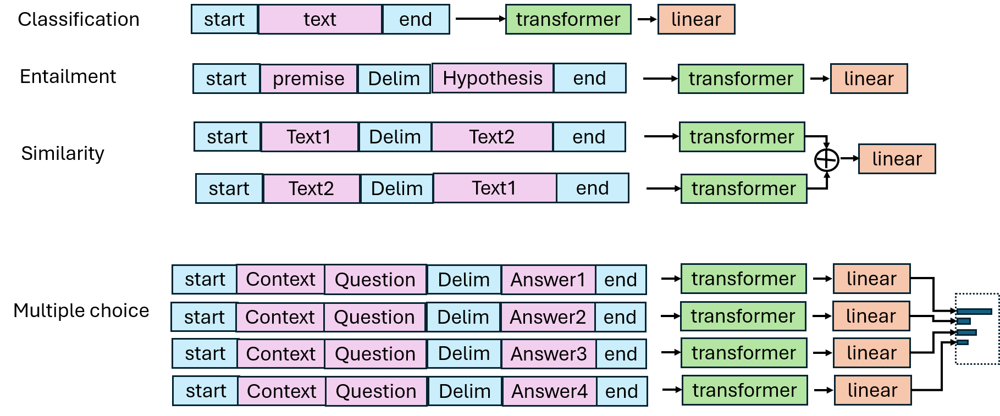 Classification start text end transformer linear
Entailment start premise Delim Hypothesis end transformer linear
Similarity
start Text1 Delim Text2 end transformer
linear
start Text2 Delim Text1 end transformer
Multiple choice
start Context Question Delim Answer1 end transformer linear
start Context Question Delim Answer2 end transformer linear
start Context Question Delim Answer3 end transformer linear
start Context Question Delim Answer4 end transformer linear